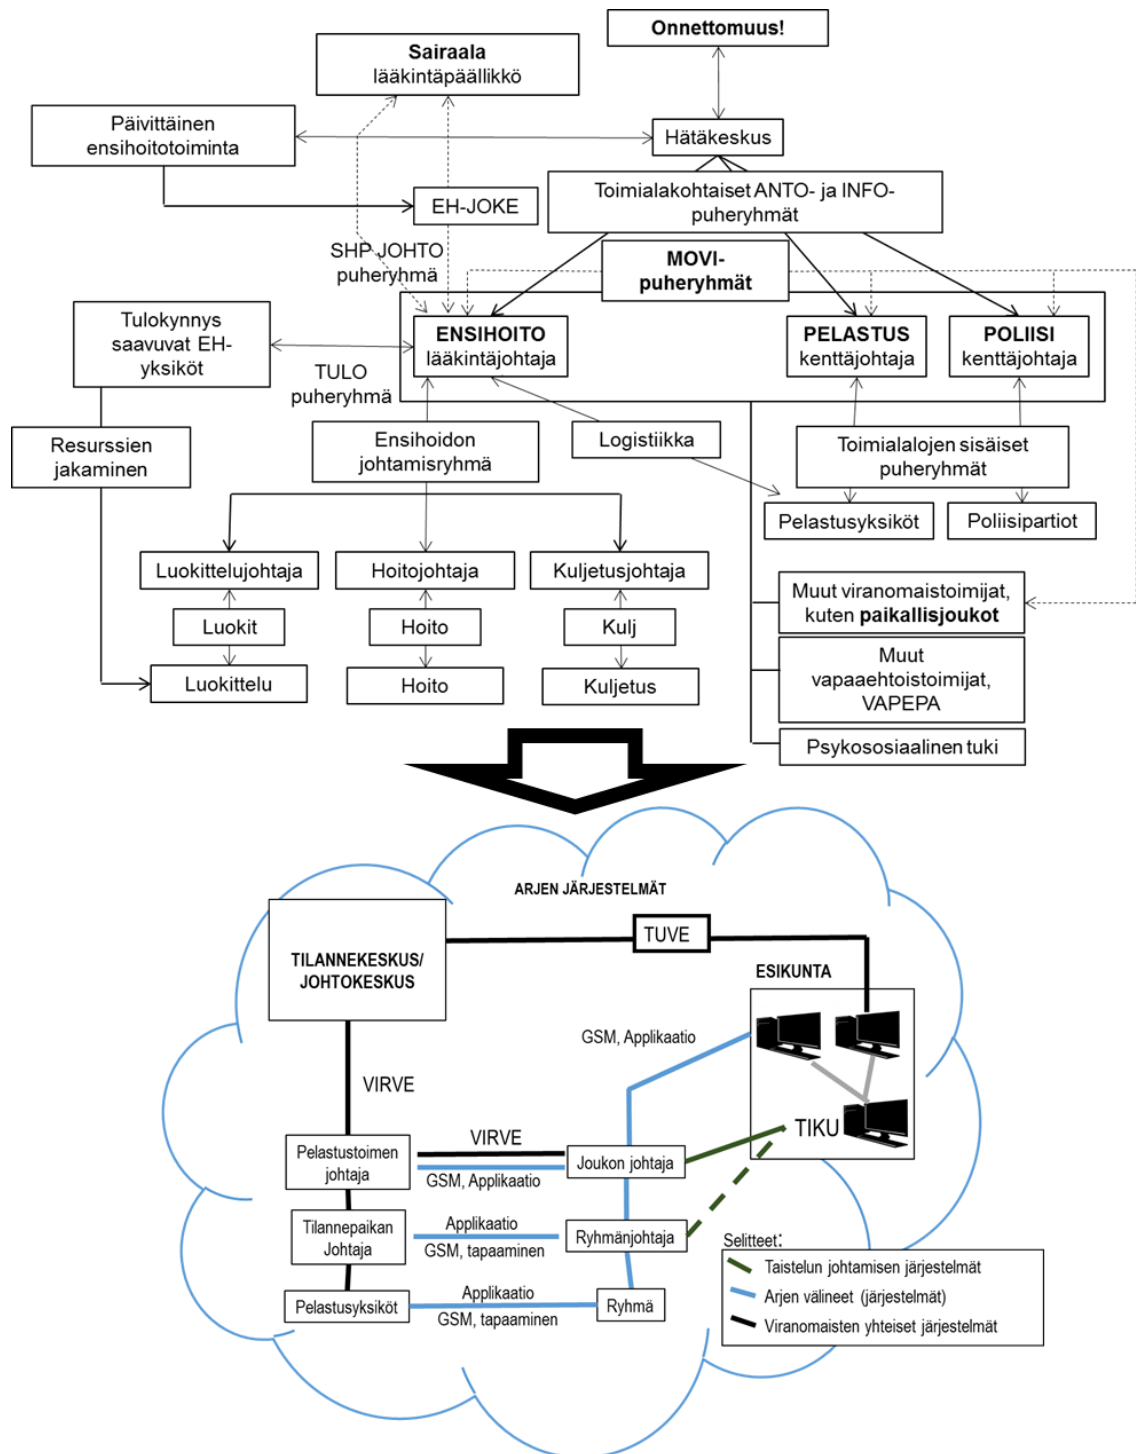 Onnettomuus!
Sairaala
lääkintäpäällikkö
Päivittäinen
ensihoitotoiminta
Hätäkeskus
Toimialakohtaiset ANTO- ja INFO-
puheryhmät
EH-JOKE
SHP JOHTO
puheryhmä
MOVI-
puheryhmät
Tulokynnys
saavuvat EH-
yksiköt
ENSIHOITO
lääkintäjohtaja
PELASTUS
kenttäjohtaja
POLIISI
kenttäjohtaja
TULO
puheryhmä
Resurssien
jakaminen
Ensihoidon
johtamisryhmä
Logistiikka
Toimialalojen sisäiset
puheryhmät
Pelastusyksiköt
Poliisipartiot
Luokittelujohtaja
Hoitojohtaja
Kuljetusjohtaja
Luokit
Hoito
Kulj
Luokittelu
Hoito
Kuljetus
Muut viranomaistoimijat,
kuten paikallisjoukot
Muut
vapaaehtoistoimijat,
VAPEPA
Psykososiaalinen tuki
ARJEN JÄRJESTELMÄT
TILANNEKESKUS/
JOHTOKESKUS
TUVE
ESIKUNTA
GSM, Applikaatio
VIRVE
TIKU
Pelastustoimen
johtaja
VIRVE
GSM, Applikaatio
Joukon johtaja
Tilannepaikan
Johtaja
Applikaatio
GSM, tapaaminen
Ryhmänjohtaja
Pelastusyksiköt
Applikaatio
GSM, tapaaminen
Ryhmä
Selitteet:
Taistelun johtamisen järjestelmät
Arjen välineet (järjestelmät)
Viranomaisten yhteiset järjestelmät